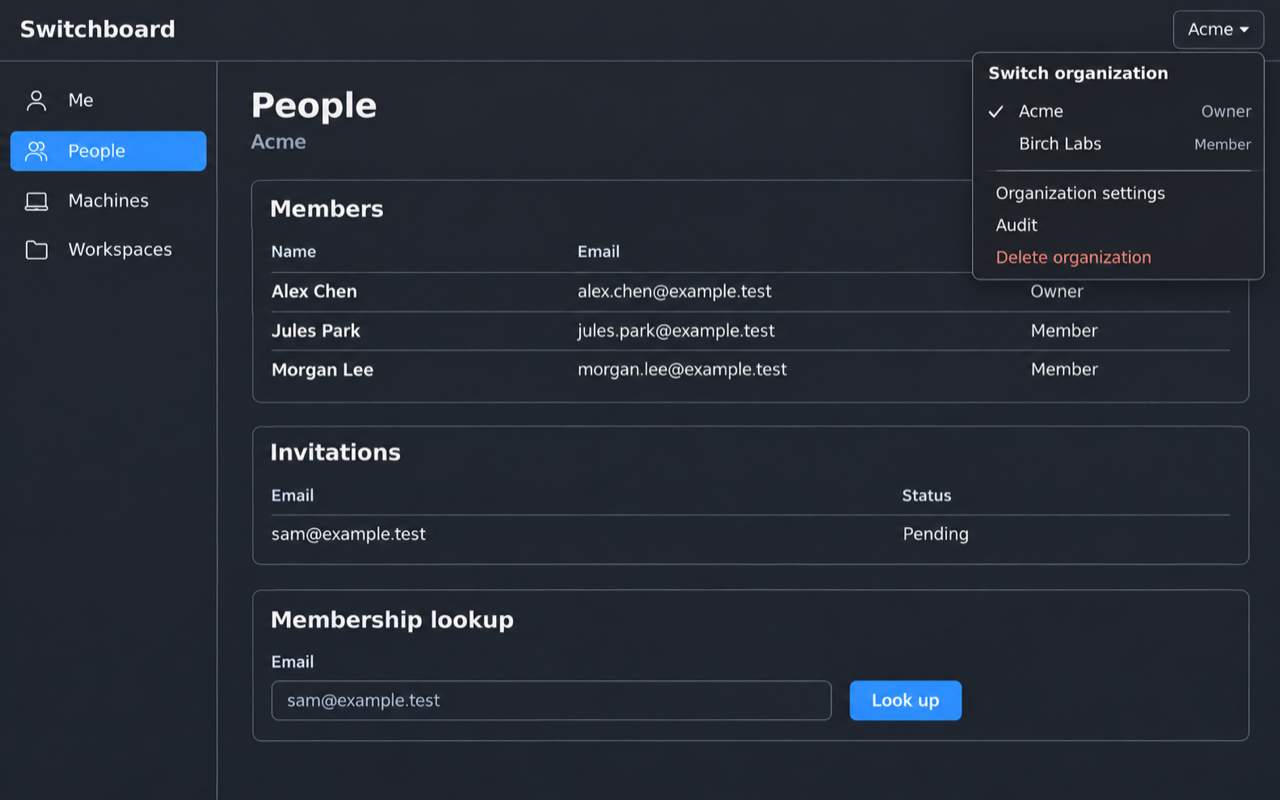 Switchboard
Acme
Switch organization
Acme Owner
Birch Labs Member
Organization settings
Audit
Delete organization
Me
People
Machines
Workspaces
People
Acme
Members
Name Email
Alex Chen alex.chen@example.test Owner
Jules Park jules.park@example.test Member
Morgan Lee morgan.lee@example.test Member
Invitations
Email Status
sam@example.test Pending
Membership lookup
Email
sam@example.test Look up